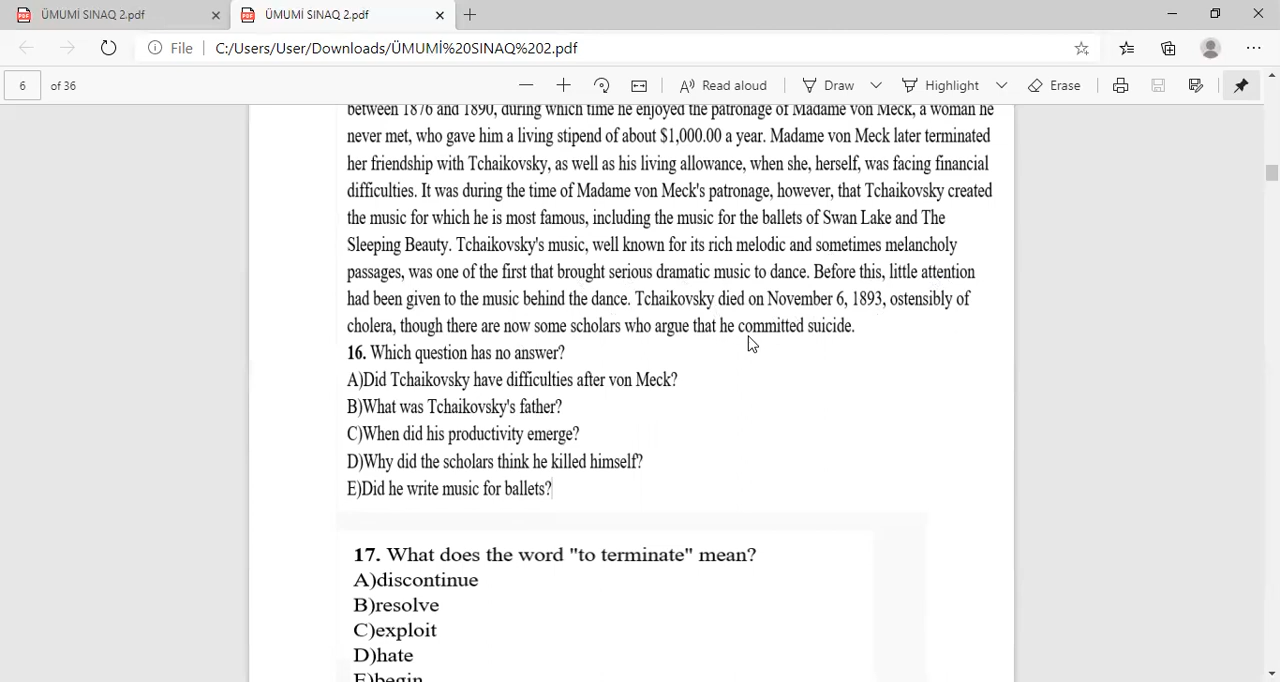 ÜMUMİ SINAQ 2.pdf
ÜMUMİ SINAQ 2.pdf
File
C:/Users/User/Downloads/ÜMUMİ%20SINAQ%202.pdf
6 of 36
Read aloud
Draw
Highlight
Erase
between 1876 and 1890, during which time he enjoyed the patronage of Madame von Meck, a woman he
never met, who gave him a living stipend of about $1,000.00 a year. Madame von Meck later terminated
her friendship with Tchaikovsky, as well as his living allowance, when she, herself, was facing financial
difficulties. It was during the time of Madame von Meck's patronage, however, that Tchaikovsky created
the music for which he is most famous, including the music for the ballets of Swan Lake and The
Sleeping Beauty. Tchaikovsky's music, well known for its rich melodic and sometimes melancholy
passages, was one of the first that brought serious dramatic music to dance. Before this, little attention
had been given to the music behind the dance. Tchaikovsky died on November 6, 1893, ostensibly of
cholera, though there are now some scholars who argue that he committed suicide.
16. Which question has no answer?
A)Did Tchaikovsky have difficulties after von Meck?
B)What was Tchaikovsky's father?
C)When did his productivity emerge?
D)Why did the scholars think he killed himself?
E)Did he write music for ballets?
17. What does the word "to terminate" mean?
A)discontinue
B)resolve
C)exploit
D)hate
E)begin